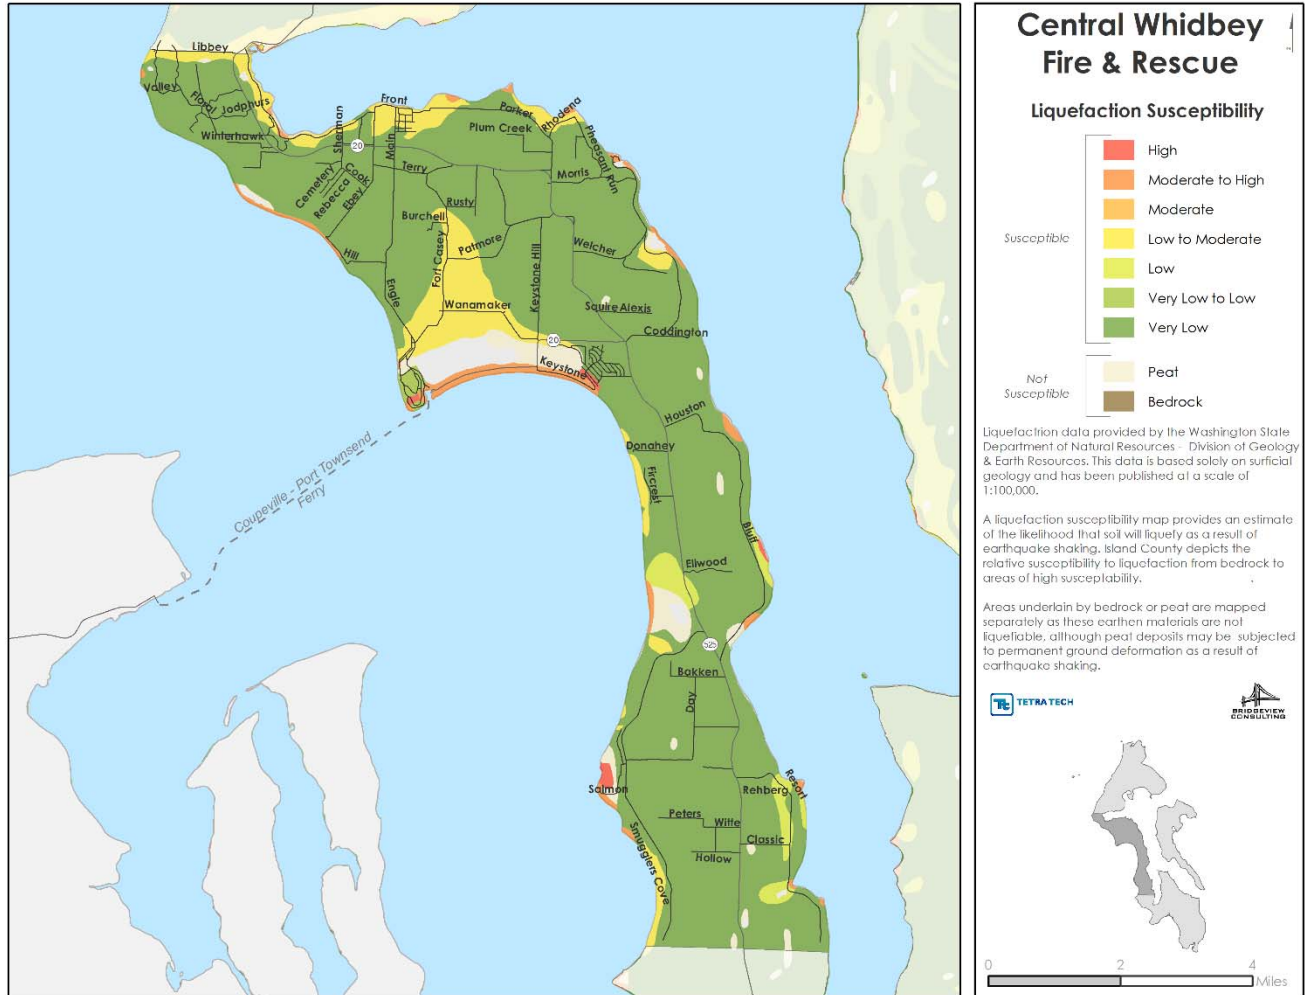 Central Whidbey
Fire & Rescue
Liquefaction Susceptibility
Susceptible
High
Moderate to High
Moderate
Low to Moderate
Low
Very Low to Low
Very Low
Not
Susceptible
Peat
Bedrock
Liquefactrion data provided by the Washington State
Department of Natural Resources - Division of Geology
& Earth Resources. This data is based solely on surficial
geology and has been published at a scale of
1:100,000.
A liquefaction susceptibility map provides an estimate
of the likelihood that soil will liquefy as a result of
earthquake shaking. Island County depicts the
relative susceptibility to liquefaction from bedrock to
areas of high susceptability.
Areas underlain by bedrock or peat are mapped
separately as these earthen materials are not
liquefiable, although peat deposits may be subjected
to permanent ground deformation as a result of
earthquake shaking.
TETRA TECH
BRIDGEVIEW
CONSULTING
0 2 4
Miles
Libbey
Valley
Floral
Jodphurs
Winterhawk
Sherman
Front
Main
20
Parker
Rhodena
Plum Creek
Pheasant Run
Terry
Morris
Cemetery
Cook
Rebecca
Ebey
Rusty
Burchell
Fort Casey
Patmore
Keystone Hill
Welcher
Hill
Engle
Wanamaker
Squire Alexis
20
Coddington
Keystone
Houston
Donahey
Fircrest
Bluff
Ellwood
525
Bakken
Day
Salmon
Resort
Rehberg
Peters
Witte
Classic
Hollow
Smugglers Cove
Coupeville - Port Townsend
Ferry